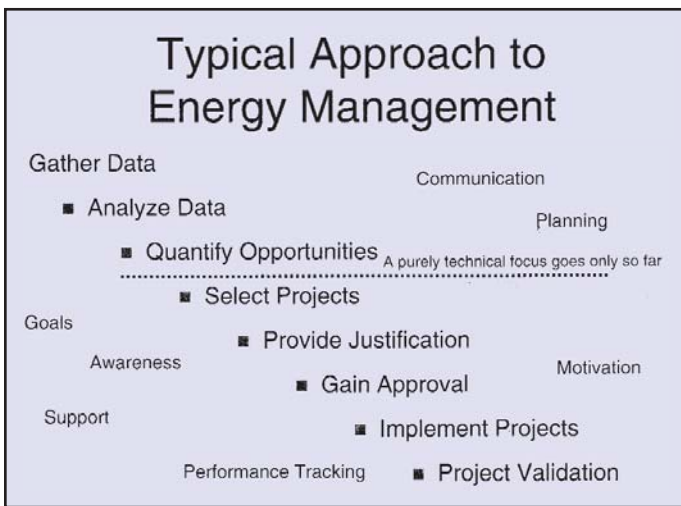 Typical Approach to
Energy Management
Gather Data
Communication
■ Analyze Data
Planning
■ Quantify Opportunities
A purely technical focus goes only so far
■ Select Projects
Goals
■ Provide Justification
Awareness
Motivation
■ Gain Approval
Support
■ Implement Projects
Performance Tracking
■ Project Validation